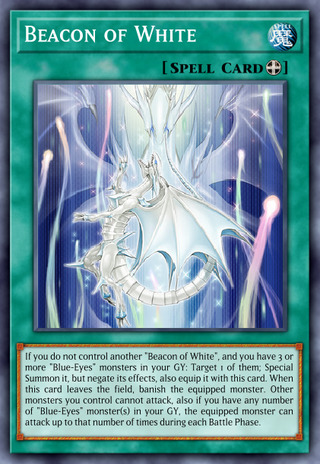 Beacon of White
魔
[Spell Card]
If you do not control another "Beacon of White", and you have 3 or
more "Blue-Eyes" monsters in your GY: Target 1 of them; Special
Summon it, but negate its effects, also equip it with this card. When
this card leaves the field, banish the equipped monster. Other
monsters you control cannot attack, also if you have any number
of "Blue-Eyes" monster(s) in your GY, the equipped monster can
attack up to that number of times during each Battle Phase.